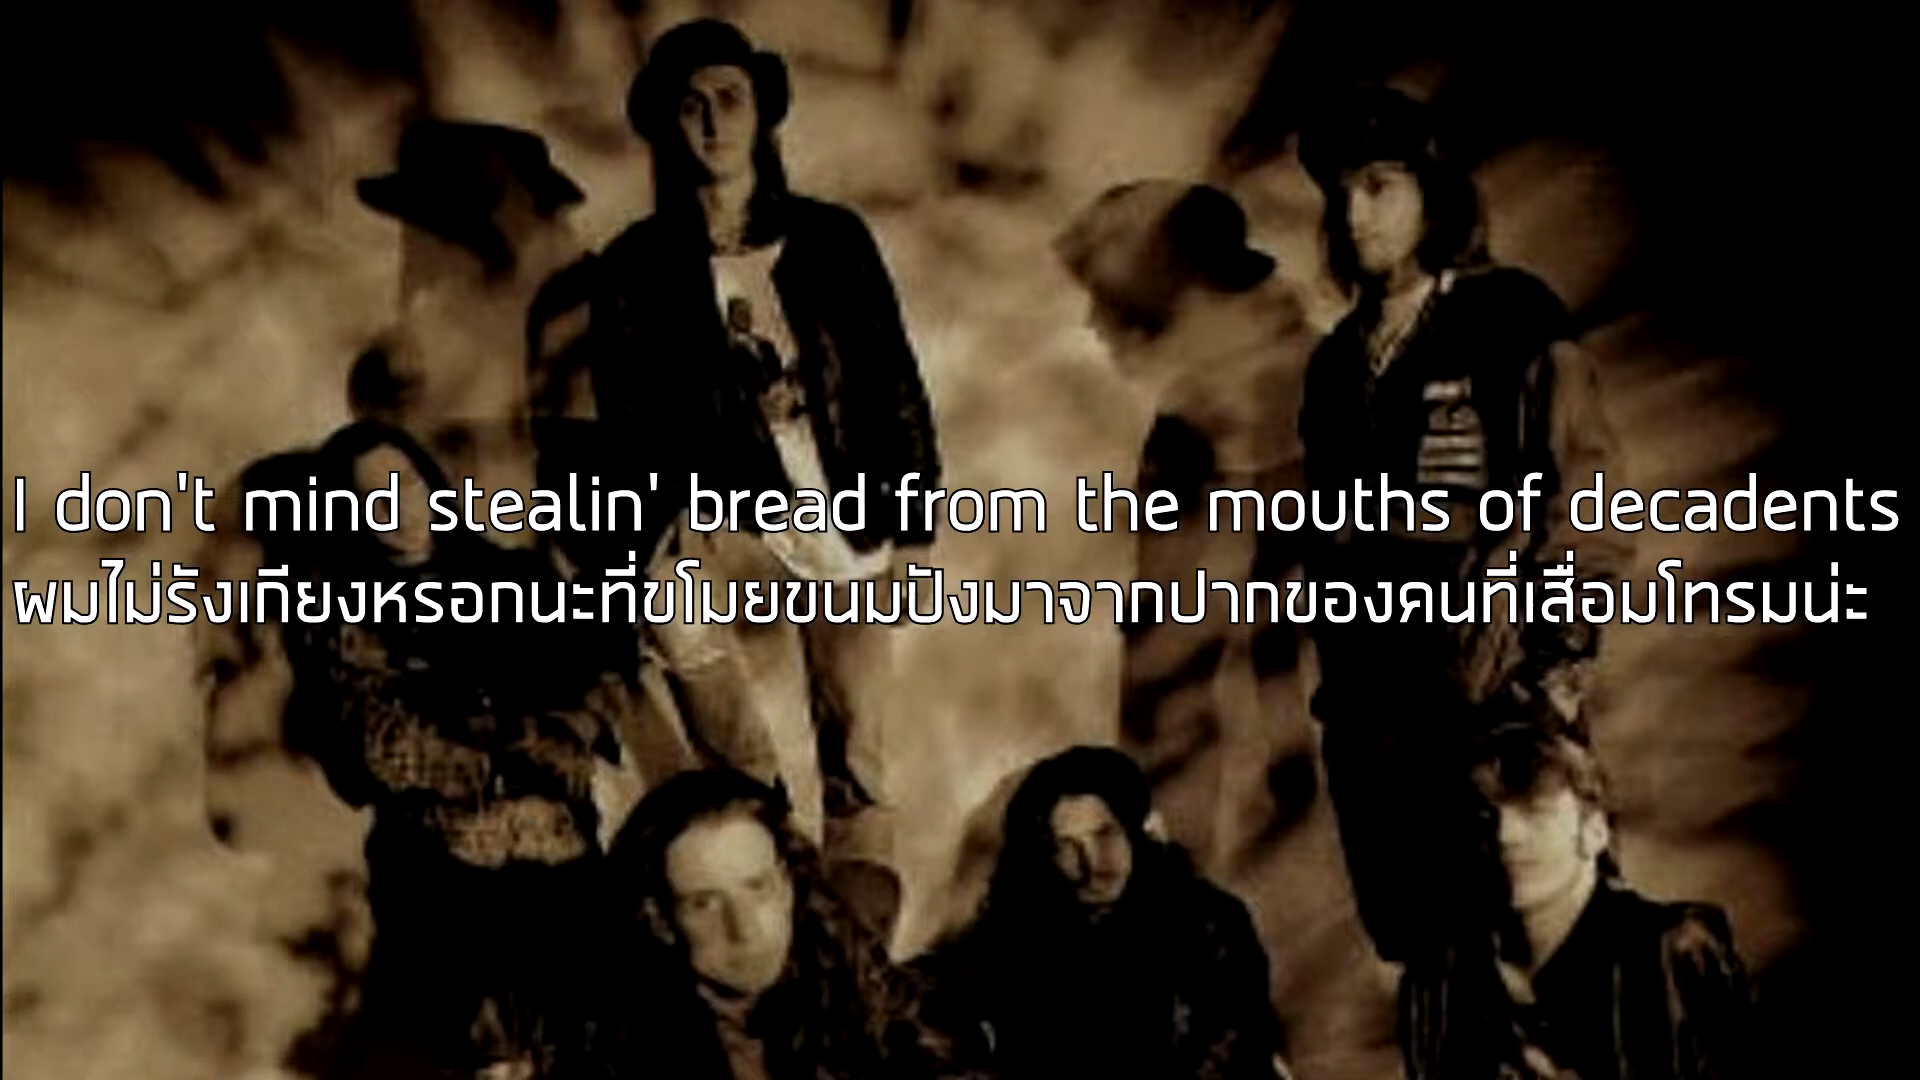 I don't mind stealin' bread from the mouths of decadents
ผมไม่รังเกียงหรอกนะที่ขโมยขนมปังมาจากปากของคนที่เสื่อมโทรมน่ะ